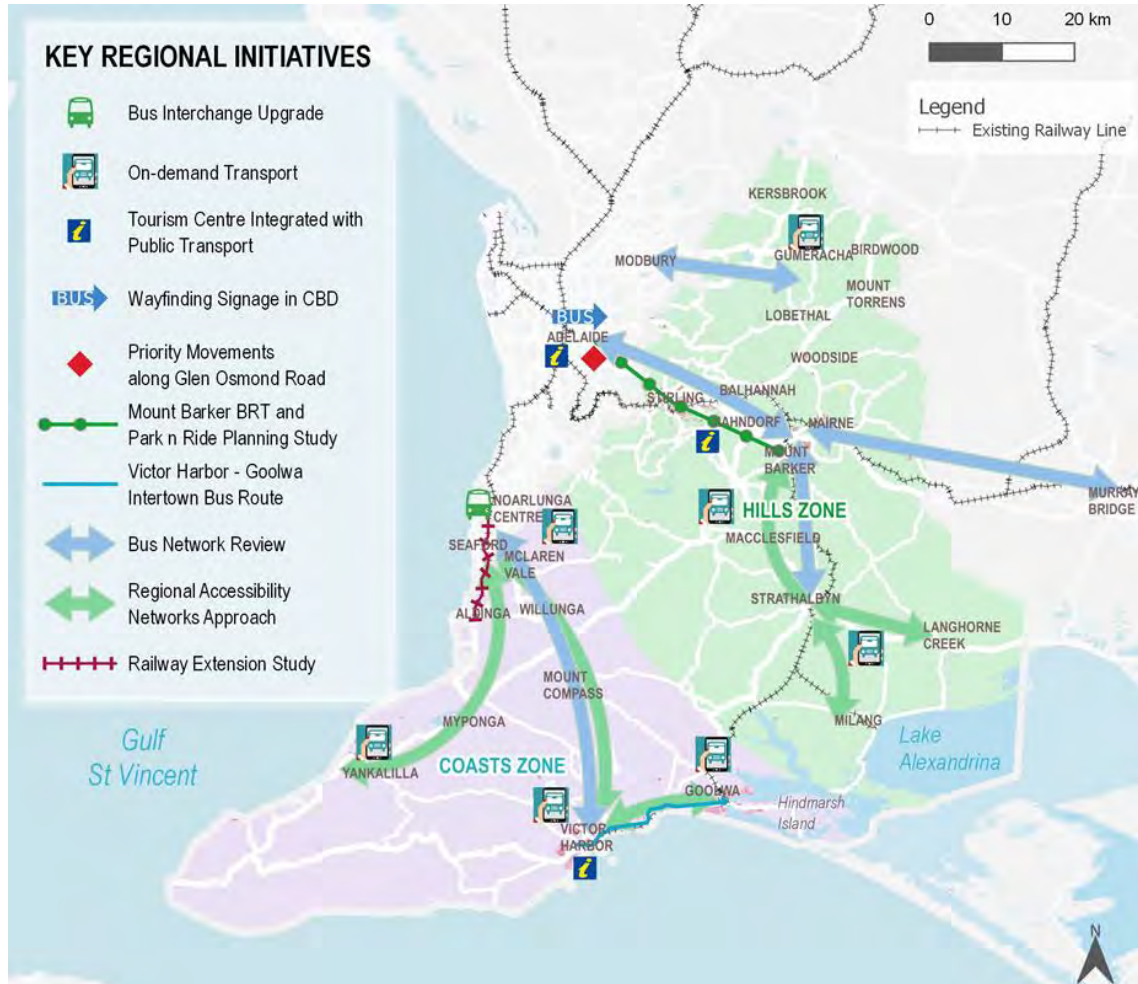 KEY REGIONAL INITIATIVES
Bus Interchange Upgrade
On-demand Transport
i
Tourism Centre Integrated with
Public Transport
BUS
Wayfinding Signage in CBD
Priority Movements
along Glen Osmond Road
Mount Barker BRT and
Park n Ride Planning Study
Victor Harbor - Goolwa
Intertown Bus Route
Bus Network Review
Regional Accessibility
Networks Approach
Railway Extension Study
0 10 20 km
Legend
Existing Railway Line
KERSBROOK
GUMERACHA
BIRDWOOD
MODBURY
MOUNT
TORRENS
LOBETHAL
BUS
ADELAIDE
i
WOODSIDE
BALHANNAH
STIRLING
HAHNDORF
NAIRNE
i
MOUNT
BARKER
MURRAY
BRIDGE
NOARLUNGA
CENTRE
HILLS ZONE
MACCLESFIELD
SEAFORD
MCLAREN
VALE
ALDINGA
WILLUNGA
STRATHALBYN
LANGHORNE
CREEK
MOUNT
COMPASS
MYPONGA
MILANG
Gulf
St Vincent
Lake
Alexandrina
YANKALILLA
COASTS ZONE
GOOLWA
Hindmarsh
Island
VICTOR
HARBOR
i
N